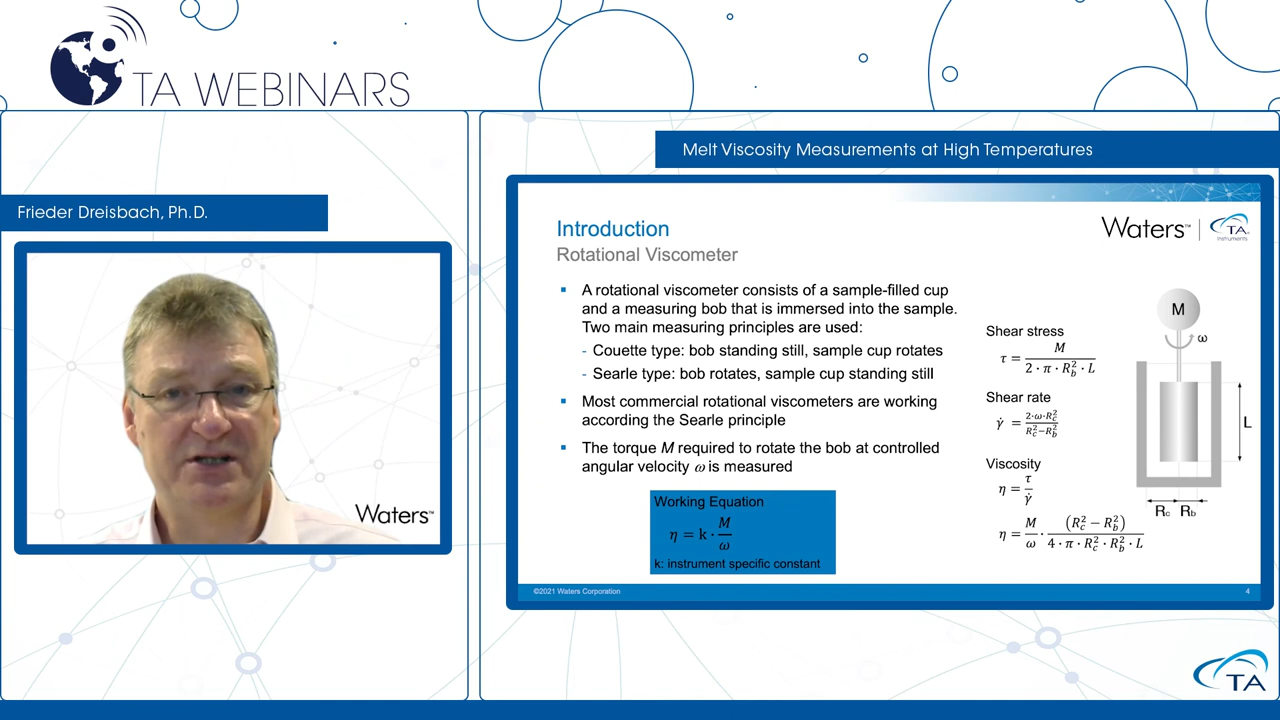 TA WEBINARS
Melt Viscosity Measurements at High Temperatures
Frieder Dreisbach, Ph.D.
Waters™
Introduction
Rotational Viscometer
Waters™ | TA Instruments
▪ A rotational viscometer consists of a sample-filled cup
and a measuring bob that is immersed into the sample.
Two main measuring principles are used:
- Couette type: bob standing still, sample cup rotates
- Searle type: bob rotates, sample cup standing still
▪ Most commercial rotational viscometers are working
according the Searle principle
▪ The torque M required to rotate the bob at controlled
angular velocity ω is measured
Working Equation
η = k · M / ω
k: instrument specific constant
Shear stress
τ = M / (2 · π · R_b² · L)
Shear rate
γ̇ = (2·ω·R_c²) / (R_c² − R_b²)
Viscosity
η = τ / γ̇
η = M / ω · (R_c² − R_b²) / (4 · π · R_c² · R_b² · L)
M
ω
L
Rc Rb
©2021 Waters Corporation
4
TA